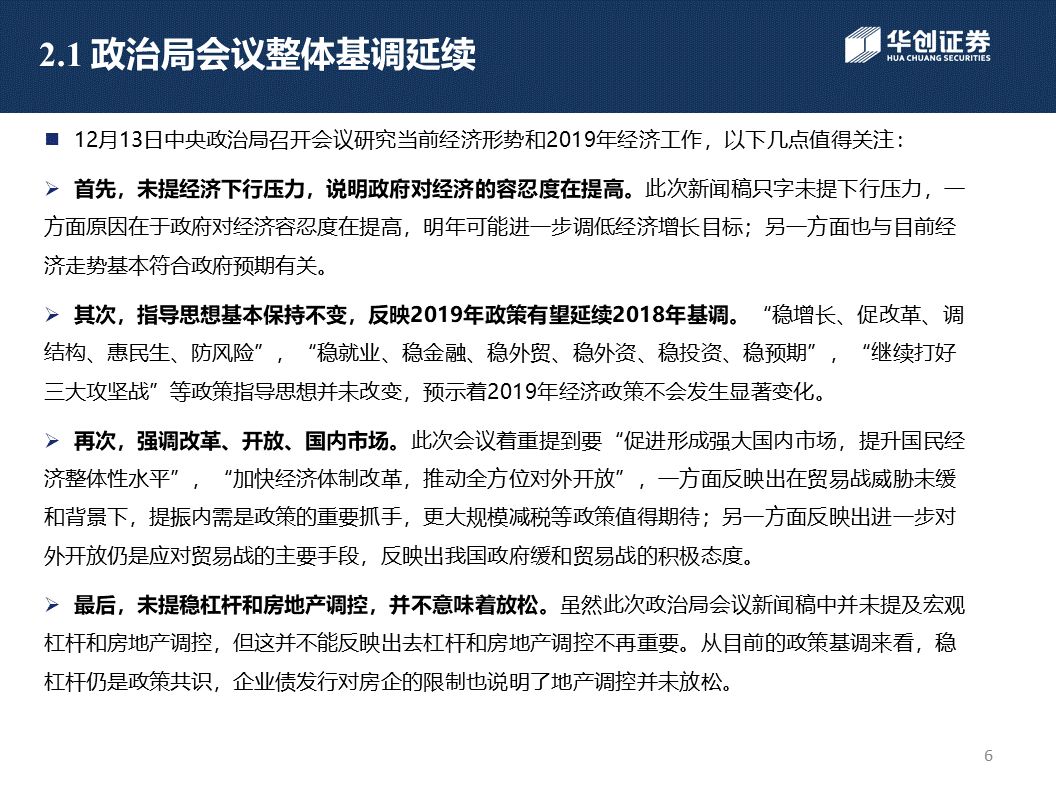 2.1 政治局会议整体基调延续
华创证券
HUA CHUANG SECURITIES
■ 12月13日中央政治局召开会议研究当前经济形势和2019年经济工作，以下几点值得关注：
➢ 首先，未提经济下行压力，说明政府对经济的容忍度在提高。此次新闻稿只字未提下行压力，一
方面原因在于政府对经济容忍度在提高，明年可能进一步调低经济增长目标；另一方面也与目前经
济走势基本符合政府预期有关。
➢ 其次，指导思想基本保持不变，反映2019年政策有望延续2018年基调。“稳增长、促改革、调
结构、惠民生、防风险”，“稳就业、稳金融、稳外贸、稳外资、稳投资、稳预期”，“继续打好
三大攻坚战”等政策指导思想并未改变，预示着2019年经济政策不会发生显著变化。
➢ 再次，强调改革、开放、国内市场。此次会议着重提到要“促进形成强大国内市场，提升国民经
济整体性水平”，“加快经济体制改革，推动全方位对外开放”，一方面反映出在贸易战威胁未缓
和背景下，提振内需是政策的重要抓手，更大规模减税等政策值得期待；另一方面反映出进一步对
外开放仍是应对贸易战的主要手段，反映出我国政府缓和贸易战的积极态度。
➢ 最后，未提稳杠杆和房地产调控，并不意味着放松。虽然此次政治局会议新闻稿中并未提及宏观
杠杆和房地产调控，但这并不能反映出去杠杆和房地产调控不再重要。从目前的政策基调来看，稳
杠杆仍是政策共识，企业债发行对房企的限制也说明了地产调控并未放松。
6